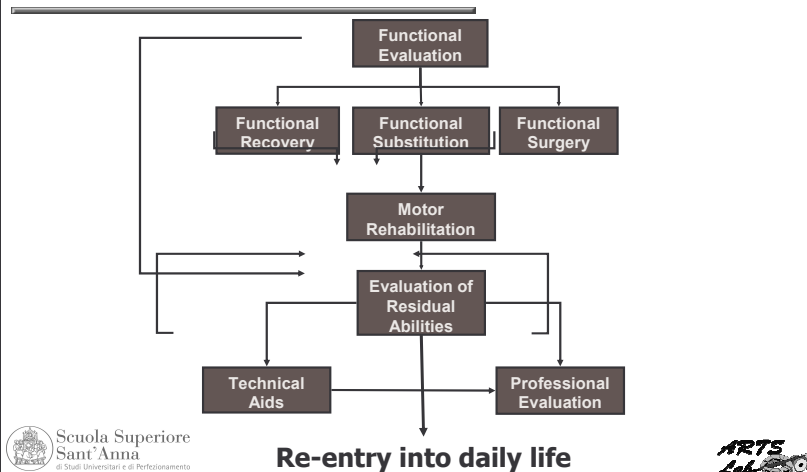 Functional
Evaluation
Functional
Recovery
Functional
Substitution
Functional
Surgery
Motor
Rehabilitation
Evaluation of
Residual
Abilities
Technical
Aids
Professional
Evaluation
Re-entry into daily life
Scuola Superiore
Sant'Anna
di Studi Universitari e di Perfezionamento
ARTS
Lab